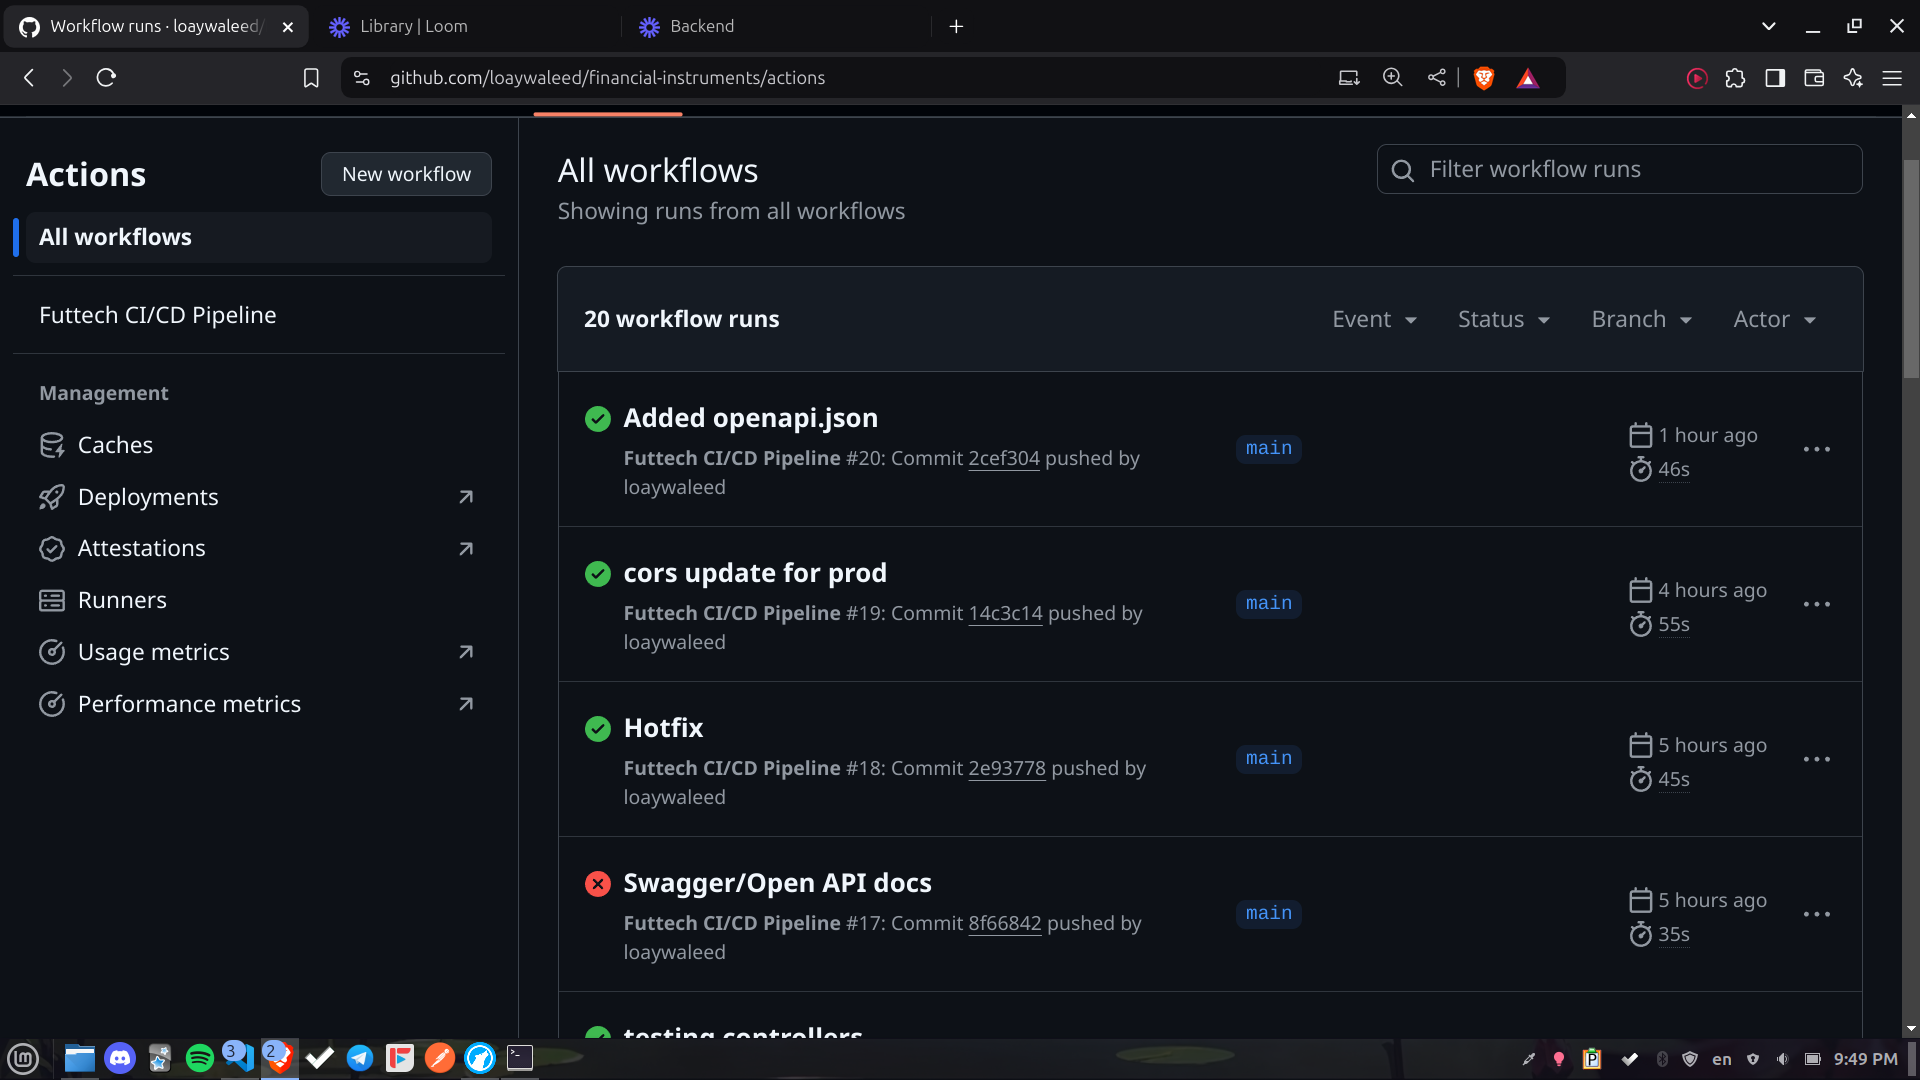 Workflow runs · loaywaleed/
Library | Loom
Backend
github.com/loaywaleed/financial-instruments/actions
Actions
New workflow
All workflows
Futtech CI/CD Pipeline
Management
Caches
Deployments
Attestations
Runners
Usage metrics
Performance metrics
All workflows
Showing runs from all workflows
Filter workflow runs
20 workflow runs
Event
Status
Branch
Actor
Added openapi.json
Futtech CI/CD Pipeline #20: Commit 2cef304 pushed by
loaywaleed
main
1 hour ago
46s
cors update for prod
Futtech CI/CD Pipeline #19: Commit 14c3c14 pushed by
loaywaleed
main
4 hours ago
55s
Hotfix
Futtech CI/CD Pipeline #18: Commit 2e93778 pushed by
loaywaleed
main
5 hours ago
45s
Swagger/Open API docs
Futtech CI/CD Pipeline #17: Commit 8f66842 pushed by
loaywaleed
main
5 hours ago
35s
testing controllers
3
2
en
9:49 PM